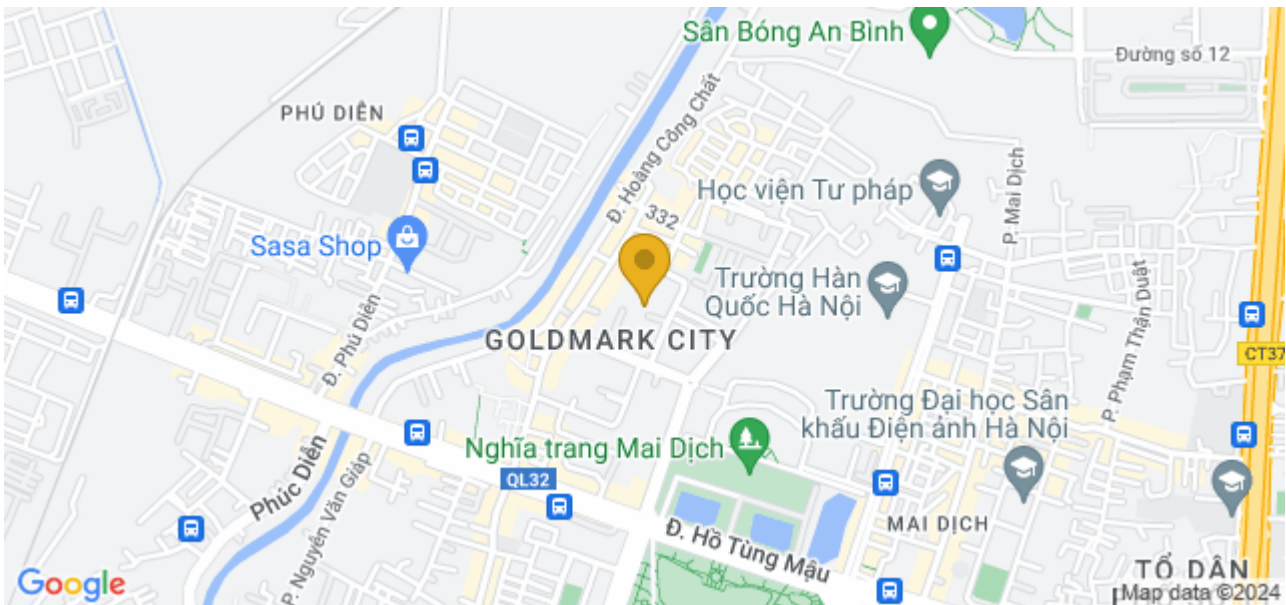 Sân Bóng An Bình
Đường số 12
PHÚ DIỄN
Đ. Hoàng Công Chất
332
Học viện Tư pháp
P. Mai Dịch
Sasa Shop
Trường Hàn
Quốc Hà Nội
Đ. Phú Diễn
GOLDMARK CITY
P. Phạm Thận Duật
CT37
Trường Đại học Sân
khấu Điện ảnh Hà Nội
Nghĩa trang Mai Dịch
QL32
Phúc Diễn
P. Nguyễn Văn Giáp
Đ. Hồ Tùng Mậu
MAI DỊCH
TỔ DÂN
Google
Map data ©2024